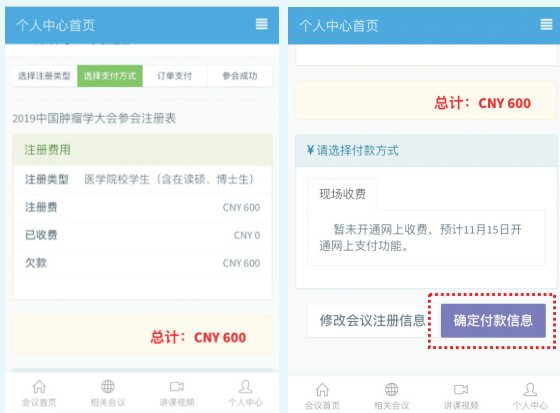 个人中心首页
选择注册类型
选择支付方式
订单支付
参会成功
2019中国肿瘤学大会参会注册表
注册费用
注册类型 医学院校学生（含在读硕、博士生）
注册费 CNY 600
已收费 CNY 0
欠款 CNY 600
总计：CNY 600
会议首页
相关会议
讲课视频
个人中心
个人中心首页
总计：CNY 600
¥请选择付款方式
现场收费
暂未开通网上收费，预计11月15日开
通网上支付功能。
修改会议注册信息
确定付款信息
会议首页
相关会议
讲课视频
个人中心